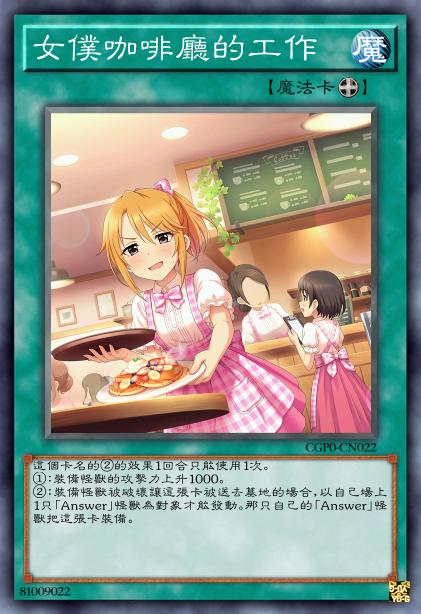 女僕咖啡廳的工作
魔
【魔法卡】
Coffee
CGP0-CN022
這個卡名的②的效果1回合只能使用1次。
①:裝備怪獸的攻擊力上升1000。
②:裝備怪獸被破壞讓這張卡被送去墓地的場合,以自己場上
1只「Answer」怪獸為對象才能發動。那只自己的「Answer」怪
獸把這張卡裝備。
81009022